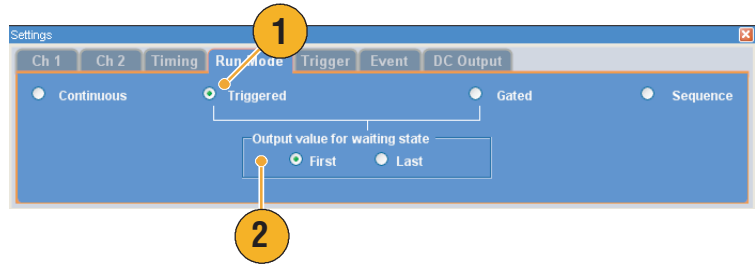 1
Settings
Ch 1 Ch 2 Timing Run Mode Trigger Event DC Output
Continuous Triggered Gated Sequence
Output value for waiting state
First Last
2